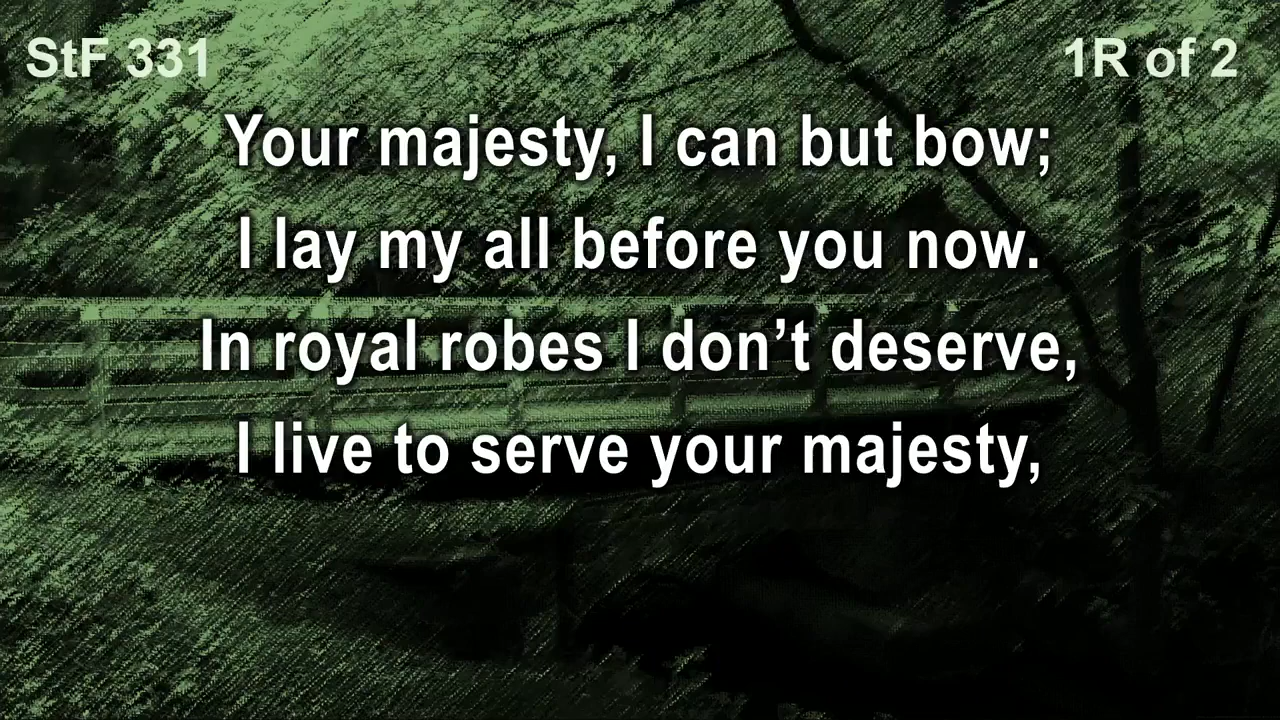 StF 331
1R of 2
Your majesty, I can but bow;
I lay my all before you now.
In royal robes I don’t deserve,
I live to serve your majesty,